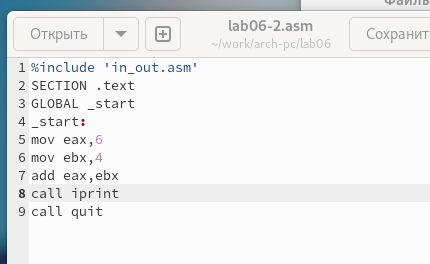 Файлы
Открыть
lab06-2.asm
~/work/arch-pc/lab06
Сохранит
1 %include 'in_out.asm'
2 SECTION .text
3 GLOBAL _start
4 _start:
5 mov eax,6
6 mov ebx,4
7 add eax,ebx
8 call iprint
9 call quit